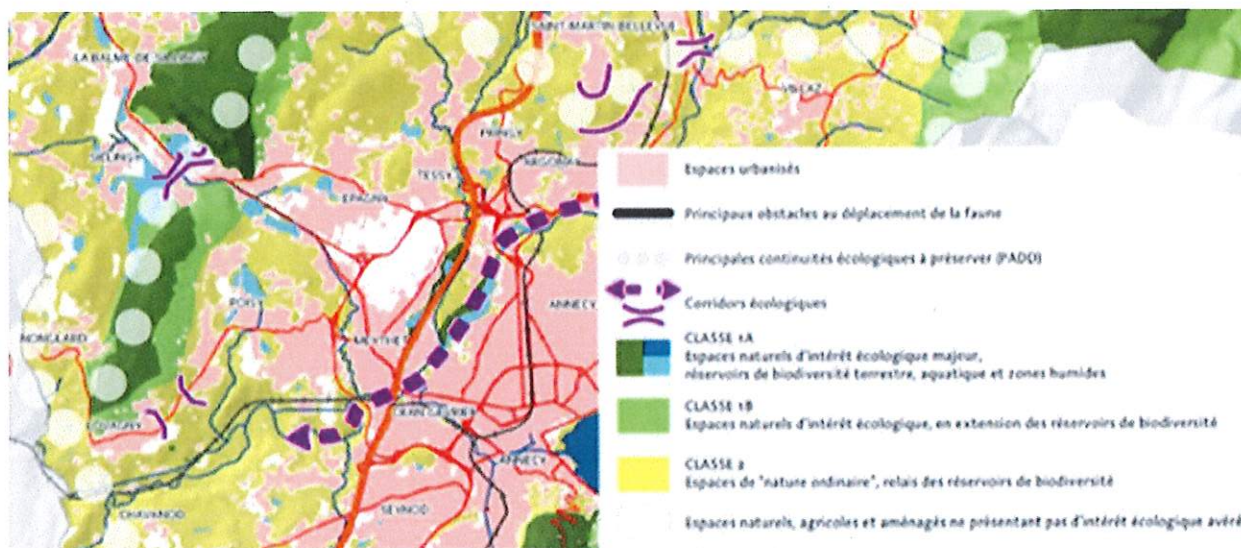 SAINT-MARTIN BELLEVUE
LA BALME DE SILLINGY
VILLAZ
PRINGY
SILLINGY
ARGONAY
TESSY
EPAGNY
POISY
ANNECY
NONGLARD
MEYTHET
CRAN GEVRIER
LOVAGNY
ANNECY
CHAVANOD
SEYNOD
Espaces urbanisés
Principaux obstacles au déplacement de la faune
Principales continuités écologiques à préserver (PADD)
Corridors écologiques
CLASSE 1A
Espaces naturels d'intérêt écologique majeur,
réservoirs de biodiversité terrestre, aquatique et zones humides
CLASSE 1B
Espaces naturels d'intérêt écologique, en extension des réservoirs de biodiversité
CLASSE 2
Espaces de "nature ordinaire", relais des réservoirs de biodiversité
Espaces naturels, agricoles et aménagés ne présentant pas d'intérêt écologique avéré